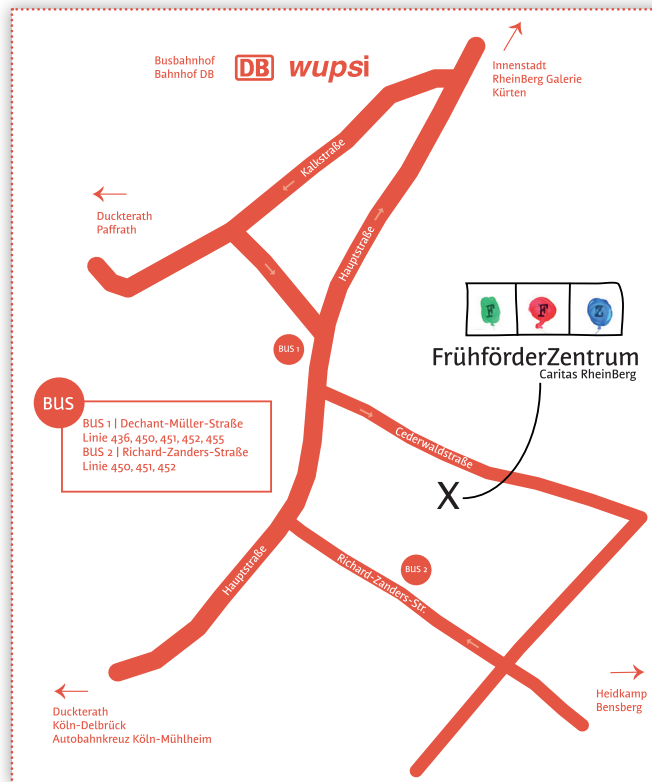 Busbahnhof
Bahnhof DB
DB
wupsi
Innenstadt
RheinBerg Galerie
Kürten
Kalkstraße
Duckterath
Paffrath
Hauptstraße
F F Z
FrühförderZentrum
Caritas RheinBerg
BUS 1
BUS
BUS 1 | Dechant-Müller-Straße
Linie 436, 450, 451, 452, 455
BUS 2 | Richard-Zanders-Straße
Linie 450, 451, 452
Cederwaldstraße
X
Hauptstraße
BUS 2
Richard-Zanders-Str.
Heidkamp
Bensberg
Duckterath
Köln-Delbrück
Autobahnkreuz Köln-Mühlheim